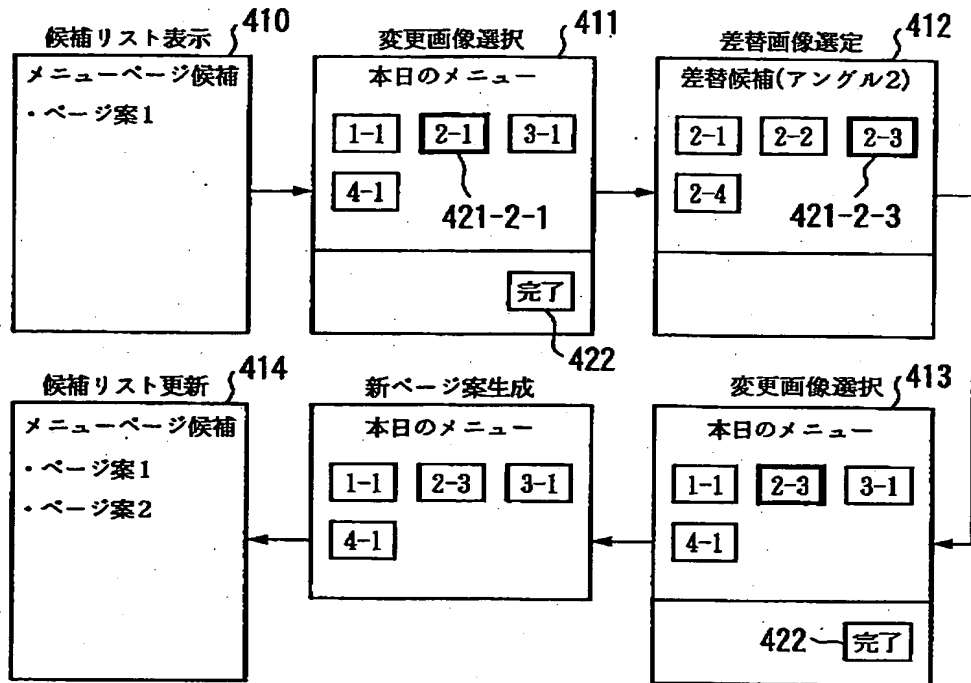 候補リスト表示
410
メニューページ候補
・ページ案1
変更画像選択
411
本日のメニュー
1-1
2-1
3-1
4-1
421-2-1
完了
422
差替画像選定
412
差替候補(アングル2)
2-1
2-2
2-3
2-4
421-2-3
変更画像選択
413
本日のメニュー
1-1
2-3
3-1
4-1
422
完了
新ページ案生成
本日のメニュー
1-1
2-3
3-1
4-1
候補リスト更新
414
メニューページ候補
・ページ案1
・ページ案2